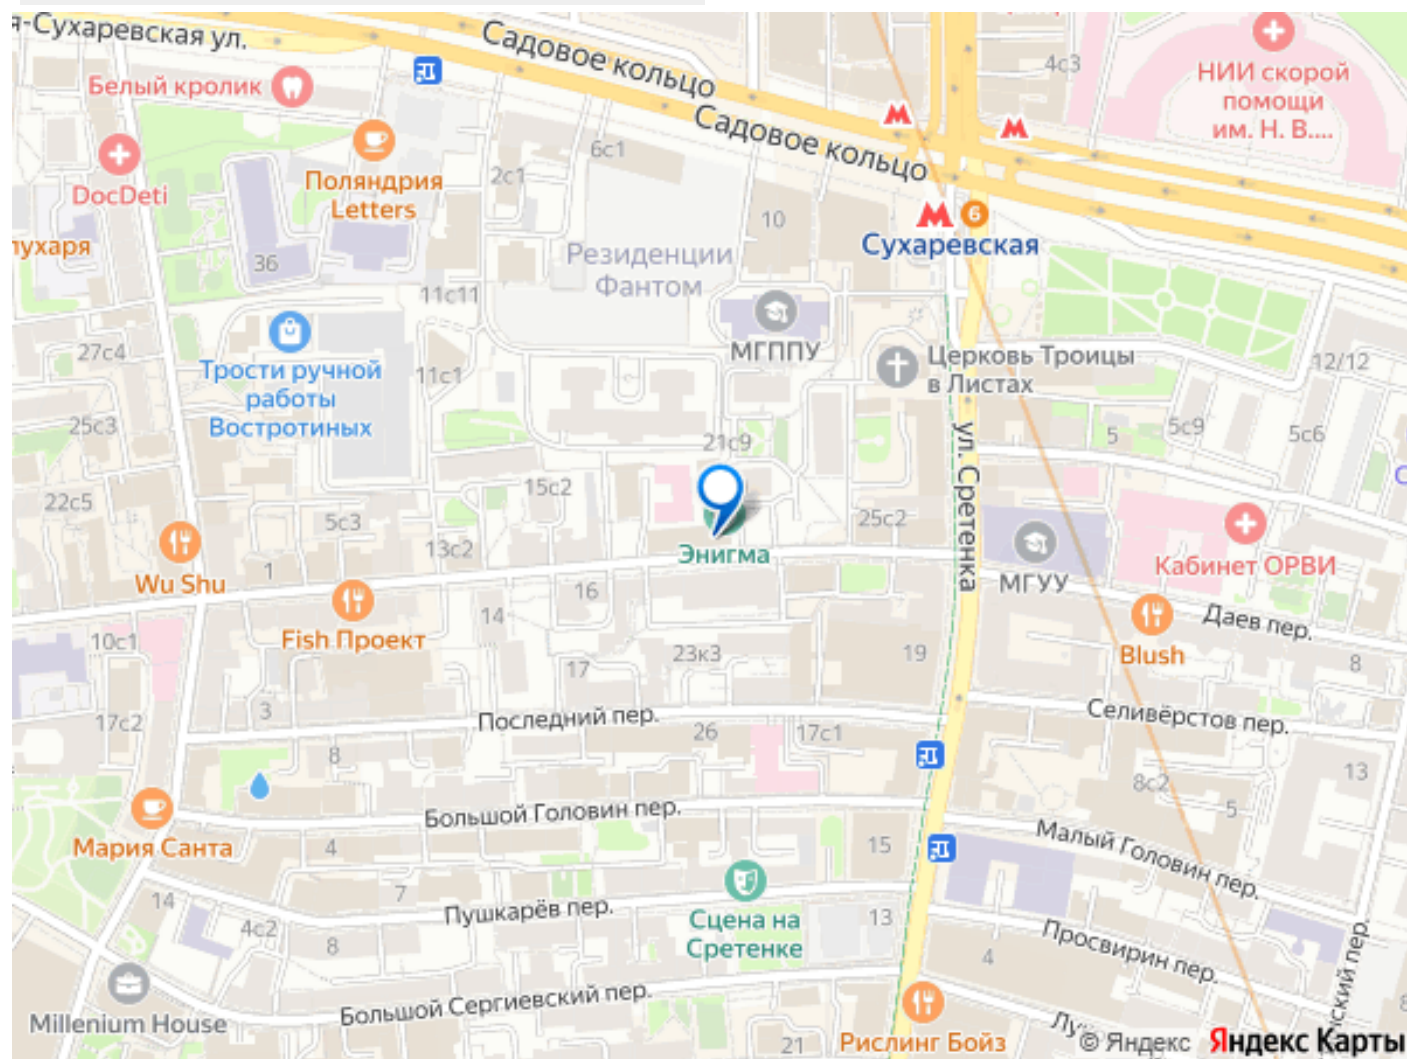 я-Сухаревская ул.
Садовое кольцо
4с3
НИИ скорой
помощи
им. Н. В....
Белый кролик
Садовое кольцо
DocDeti
Поляндрия
Letters
6с1
2с1
10
6
Сухаревская
лухаря
36
Резиденции
Фантом
11с11
МГППУ
Церковь Троицы
в Листах
12/12
27с4
Трости ручной
работы
Востротиных
11с1
25с3
21с9
5
5с9
5с6
ул. Сретенка
22с5
15с2
5с3
25с2
13с2
Энигма
Wu Shu
1
МГУУ
Кабинет ОРВИ
16
14
Fish Проект
10с1
Даев пер.
Blush
8
23к3
19
17
3
17с2
Последний пер.
26
17с1
Селивёрстов пер.
8
13
8с2
5
Большой Головин пер.
Малый Головин пер.
Мария Санта
4
15
7
14
Пушкарёв пер.
Сцена на
Сретенке
13
4с2
8
Просвирин пер.
4
Millenium House
Большой Сергиевский пер.
21
Рислинг Бойз
© Яндекс
Яндекс Карты